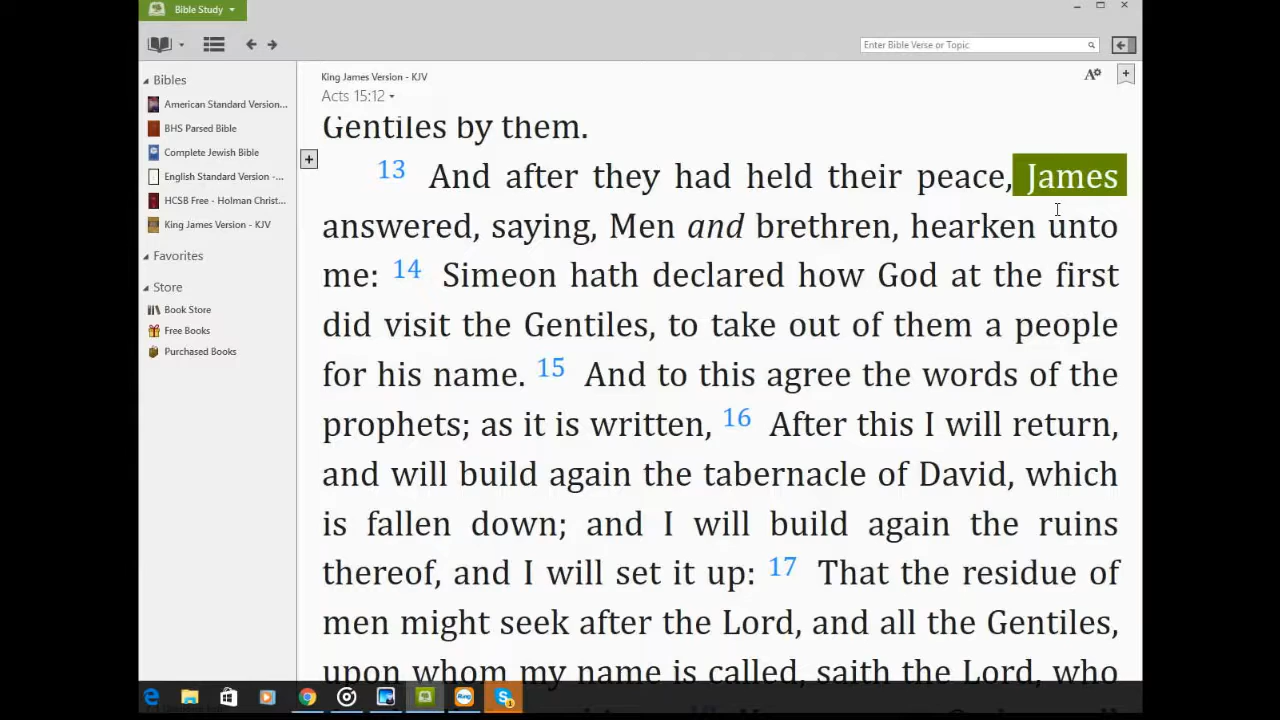 Bible Study
Enter Bible Verse or Topic
Bibles
American Standard Version...
BHS Parsed Bible
Complete Jewish Bible
English Standard Version -...
HCSB Free - Holman Christ...
King James Version - KJV
Favorites
Store
Book Store
Free Books
Purchased Books
King James Version - KJV
Acts 15:12
Gentiles by them.
13 And after they had held their peace, James
answered, saying, Men and brethren, hearken unto
me: 14 Simeon hath declared how God at the first
did visit the Gentiles, to take out of them a people
for his name. 15 And to this agree the words of the
prophets; as it is written, 16 After this I will return,
and will build again the tabernacle of David, which
is fallen down; and I will build again the ruins
thereof, and I will set it up: 17 That the residue of
men might seek after the Lord, and all the Gentiles,
upon whom my name is called, saith the Lord, who